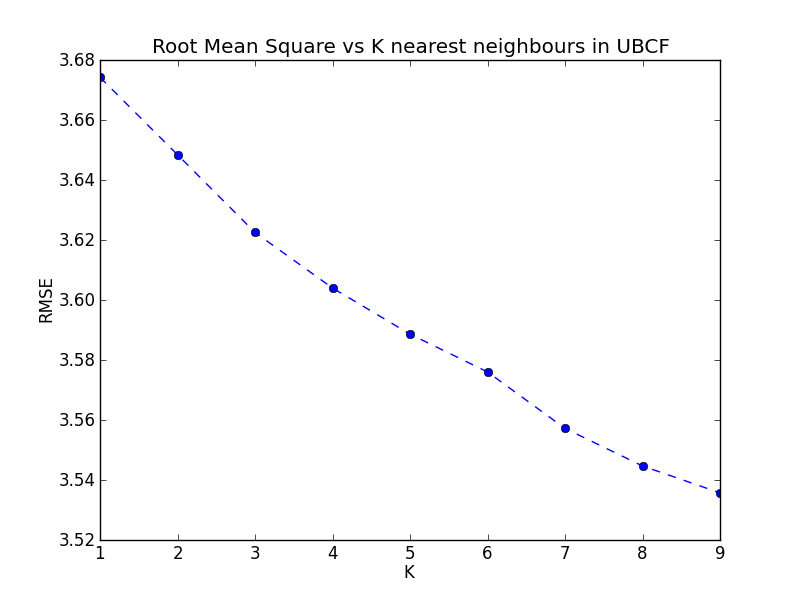 Root Mean Square vs K nearest neighbours in UBCF
3.68
3.66
3.64
3.62
3.60
3.58
3.56
3.54
3.52
RMSE
1 2 3 4 5 6 7 8 9
K